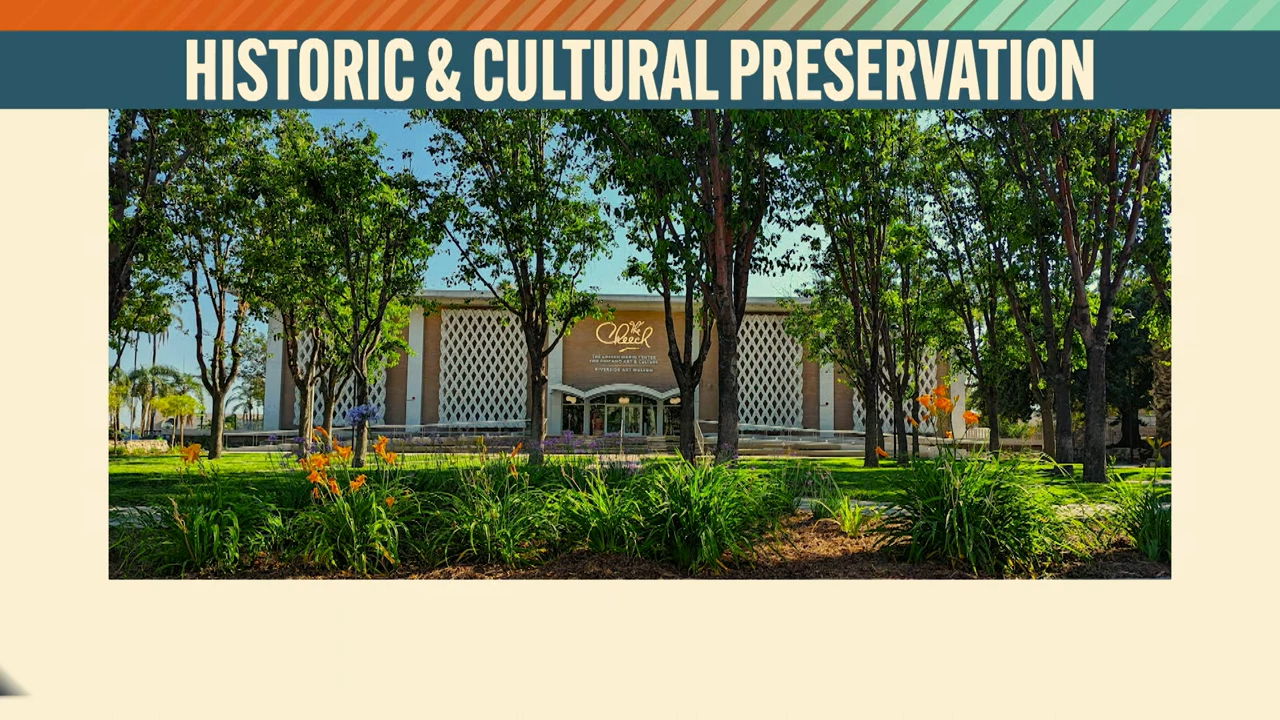 HISTORIC & CULTURAL PRESERVATION
The
Cheech
THE CHEECH MARIN CENTER
FOR CHICANO ART & CULTURE
RIVERSIDE ART MUSEUM